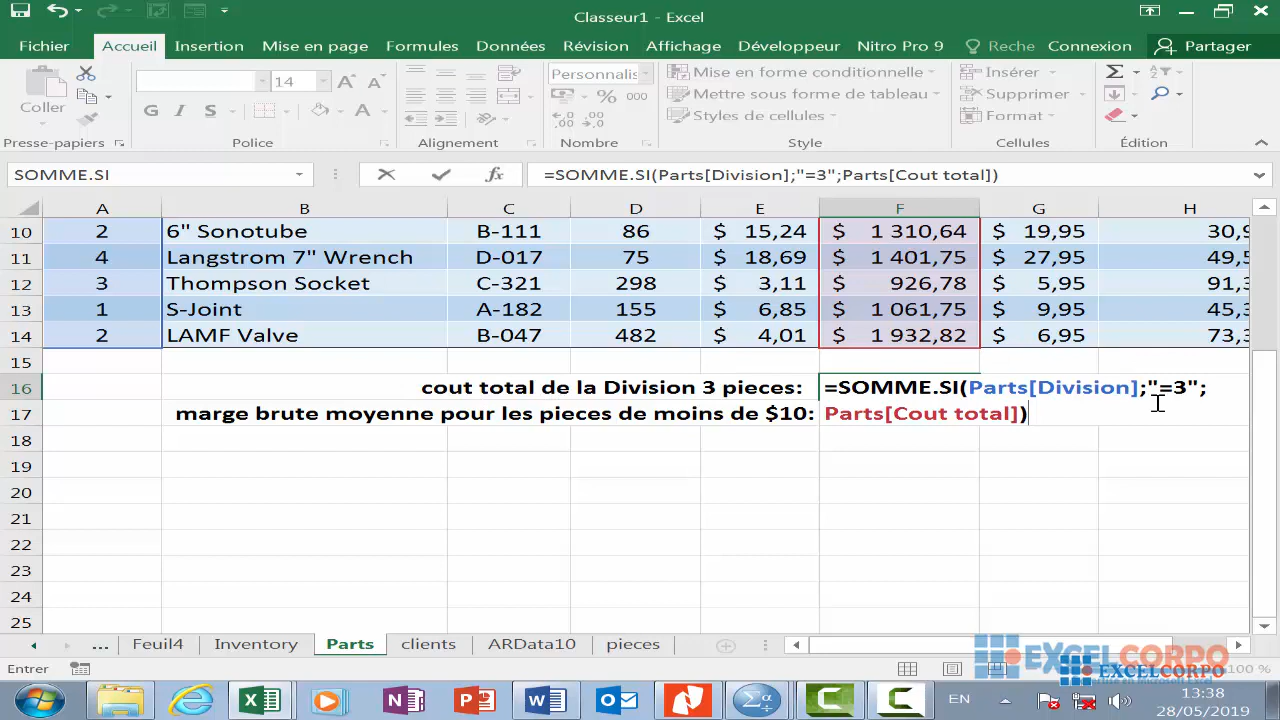 Classeur1 - Excel
Fichier Accueil Insertion Mise en page Formules Données Révision Affichage Développeur Nitro Pro 9 Reche Connexion Partager
14 Personnalis Mise en forme conditionnelle Insérer
Coller Mettre sous forme de tableau Supprimer
G I S % 000 Styles de cellules Format
Presse-papiers Police Alignement Nombre Style Cellules Édition
SOMME.SI fx =SOMME.SI(Parts[Division];"=3";Parts[Cout total])
A B C D E F G H
10 2 6" Sonotube B-111 86 $ 15,24 $ 1 310,64 $ 19,95 30,9
11 4 Langstrom 7" Wrench D-017 75 $ 18,69 $ 1 401,75 $ 27,95 49,5
12 3 Thompson Socket C-321 298 $ 3,11 $ 926,78 $ 5,95 91,3
13 1 S-Joint A-182 155 $ 6,85 $ 1 061,75 $ 9,95 45,3
14 2 LAMF Valve B-047 482 $ 4,01 $ 1 932,82 $ 6,95 73,3
15
16 cout total de la Division 3 pieces: =SOMME.SI(Parts[Division];"=3";
17 marge brute moyenne pour les pieces de moins de $10: Parts[Cout total])
18
19
20
21
22
23
24
25
... Feuil4 Inventory Parts clients ARData10 pieces
EXCELCORPO
Entrer EXCELCORPO 100 %
EN 13:38
28/05/2019